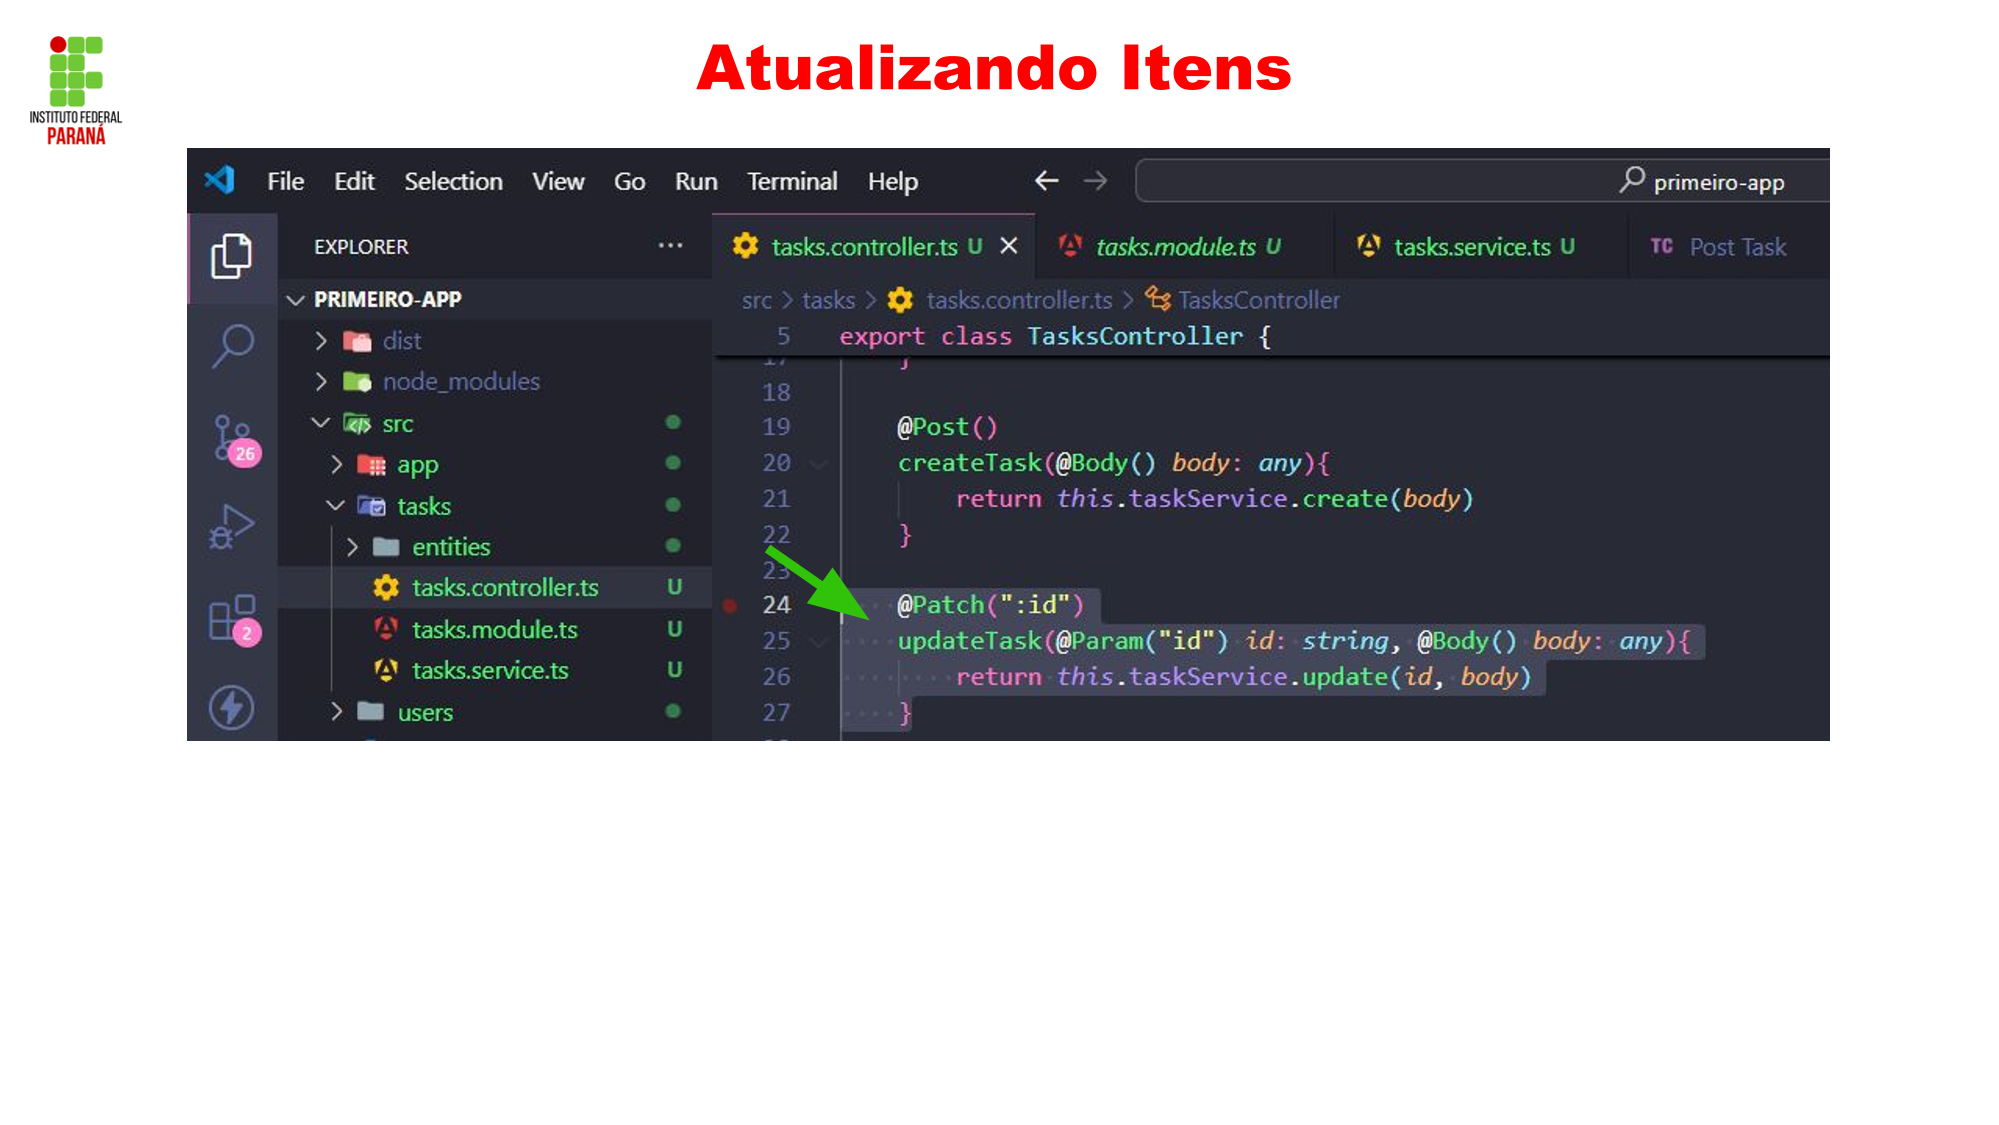 INSTITUTO FEDERAL
PARANÁ
Atualizando Itens
File Edit Selection View Go Run Terminal Help primeiro-app
EXPLORER ··· tasks.controller.ts U tasks.module.ts U tasks.service.ts U TC Post Task
PRIMEIRO-APP
src > tasks > tasks.controller.ts > TasksController
dist
node_modules
src
app
tasks
entities
tasks.controller.ts U
tasks.module.ts U
tasks.service.ts U
users
26
2
5 export class TasksController {
17 }
18
19 @Post()
20 createTask(@Body() body: any){
21 return this.taskService.create(body)
22 }
23
24 @Patch(":id")
25 updateTask(@Param("id") id: string, @Body() body: any){
26 return this.taskService.update(id, body)
27 }